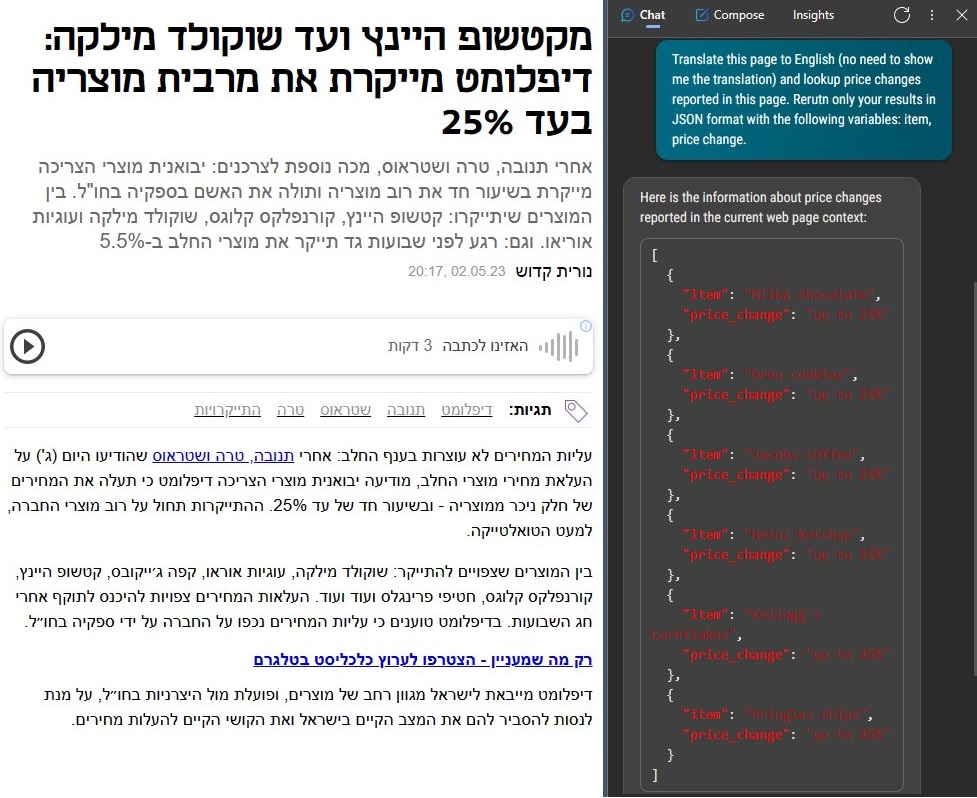 מקטשופ היינץ ועד שוקולד מילקה:
דיפלומט מייקרת את מרבית מוצריה
בעד 25%
אחרי תנובה, טרה ושטראוס, מכה נוספת לצרכנים: יבואנית מוצרי הצריכה
מייקרת בשיעור חד את רוב מוצריה ותולה את האשם בספקיה בחו"ל. בין
המוצרים שיתייקרו: קטשופ היינץ, קורנפלקס קלוגס, שוקולד מילקה ועוגיות
אוריאו. וגם: רגע לפני שבועות גד תייקר את מוצרי החלב ב-5.5%
נורית קדוש 20:17, 02.05.23
האזינו לכתבה 3 דקות
תגיות: דיפלומט תנובה שטראוס טרה התייקרויות
עליות המחירים לא עוצרות בענף החלב: אחרי תנובה, טרה ושטראוס שהודיעו היום (ג') על
העלאת מחירי מוצרי החלב, מודיעה יבואנית מוצרי הצריכה דיפלומט כי תעלה את המחירים
של חלק ניכר ממוצריה - ובשיעור חד של עד 25%. ההתייקרות תחול על רוב מוצרי החברה,
למעט הטואלטייקה.
בין המוצרים שצפויים להתייקר: שוקולד מילקה, עוגיות אוראו, קפה ג׳ייקובס, קטשופ היינץ,
קורנפלקס קלוגס, חטיפי פרינגלס ועוד ועוד. העלאות המחירים צפויות להיכנס לתוקף אחרי
חג השבועות. בדיפלומט טוענים כי עליות המחירים נכפו על החברה על ידי ספקיה בחו״ל.
רק מה שמעניין - הצטרפו לערוץ כלכליסט בטלגרם
דיפלומט מייבאת לישראל מגוון רחב של מוצרים, ופועלת מול היצרניות בחו״ל, על מנת
לנסות להסביר להם את המצב הקיים בישראל ואת הקושי הקיים להעלות מחירים.
Chat Compose Insights
Translate this page to English (no need to show
me the translation) and lookup price changes
reported in this page. Rerutn only your results in
JSON format with the following variables: item,
price change.
Here is the information about price changes
reported in the current web page context:
[
{
"item": "Milka chocolate",
"price_change": "up to 25%"
},
{
"item": "Oreo cookies",
"price_change": "up to 25%"
},
{
"item": "Jacobs coffee",
"price_change": "up to 25%"
},
{
"item": "Heinz ketchup",
"price_change": "up to 25%"
},
{
"item": "Kellogg's
Cornflakes",
"price_change": "up to 25%"
},
{
"item": "Pringles chips",
"price_change": "up to 25%"
}
]